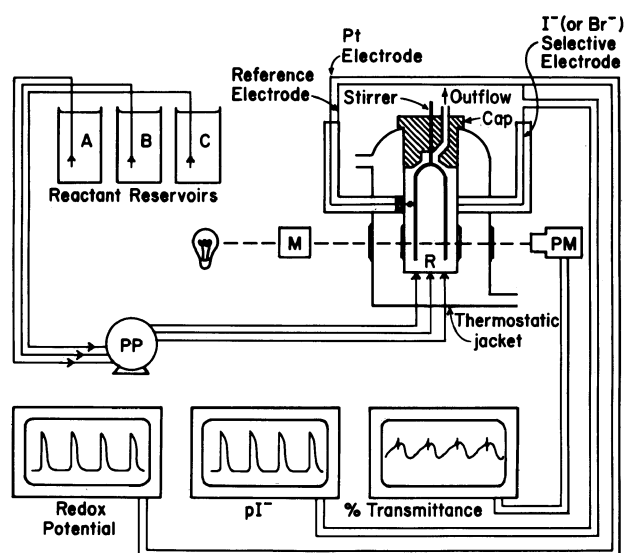 I⁻(or Br⁻)
Selective
Electrode
Pt
Electrode
Reference
Electrode
Stirrer
Outflow
Cap
A
B
C
Reactant Reservoirs
M
R
PM
Thermostatic
jacket
PP
Redox
Potential
pI⁻
% Transmittance